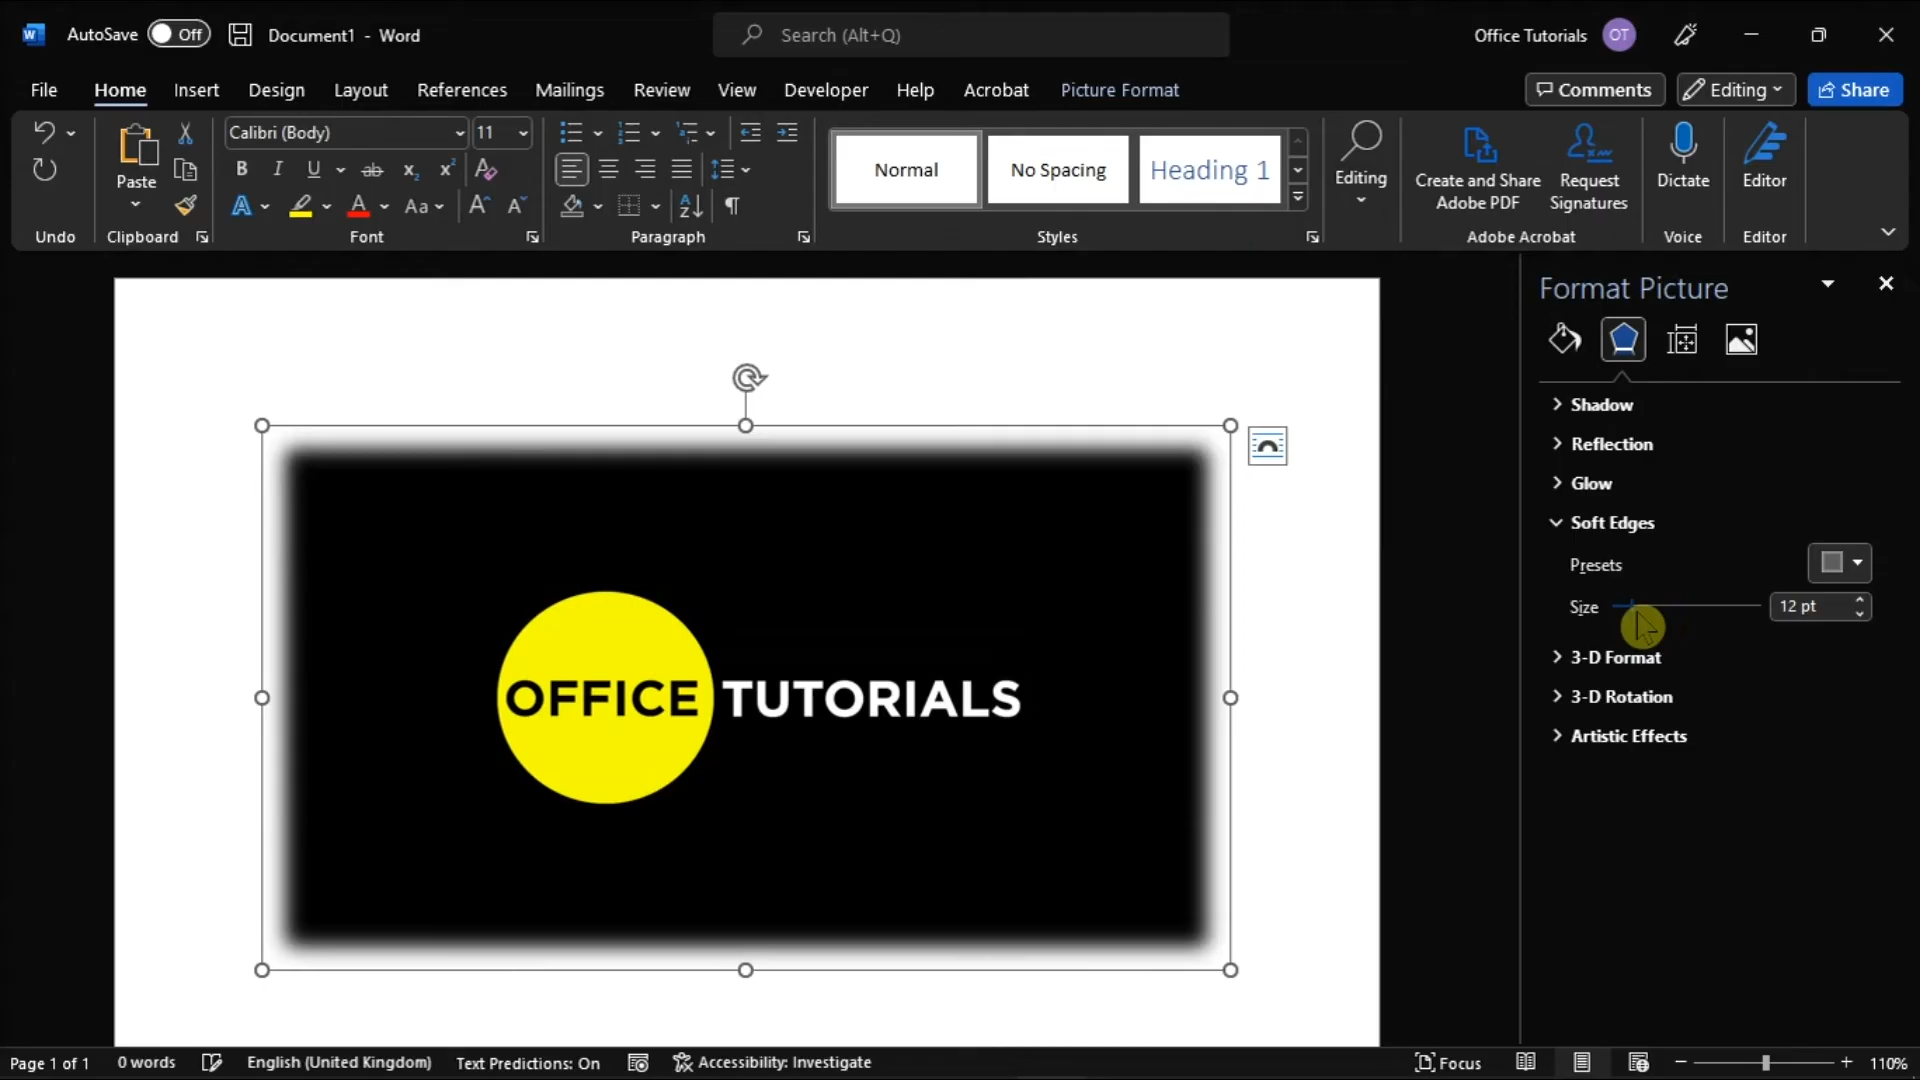 AutoSave Off Document1 - Word Search (Alt+Q) Office Tutorials OT
File Home Insert Design Layout References Mailings Review View Developer Help Acrobat Picture Format Comments Editing Share
Calibri (Body) 11
Paste
Normal No Spacing Heading 1
Editing
Create and Share Adobe PDF
Request Signatures
Dictate
Editor
Undo Clipboard Font Paragraph Styles Adobe Acrobat Voice Editor
Format Picture
Shadow
Reflection
Glow
Soft Edges
Presets
Size 12 pt
3-D Format
3-D Rotation
Artistic Effects
OFFICE TUTORIALS
Page 1 of 1 0 words English (United Kingdom) Text Predictions: On Accessibility: Investigate Focus 110%